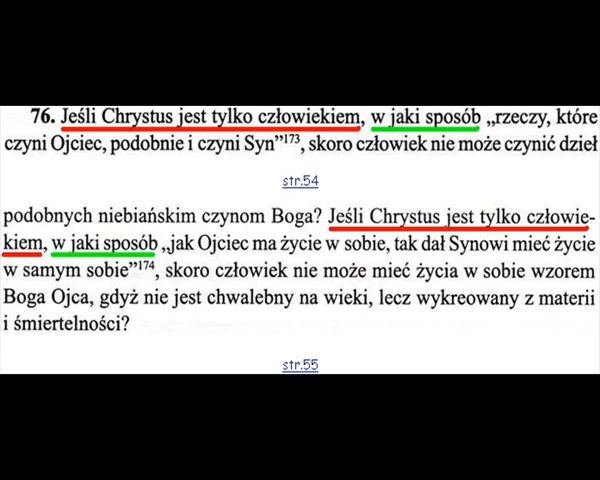 76. Jeśli Chrystus jest tylko człowiekiem, w jaki sposób „rzeczy, które
czyni Ojciec, podobnie i czyni Syn”¹⁷³, skoro człowiek nie może czynić dzieł
str.54
podobnych niebiańskim czynom Boga? Jeśli Chrystus jest tylko człowie-
kiem, w jaki sposób „jak Ojciec ma życie w sobie, tak dał Synowi mieć życie
w samym sobie”¹⁷⁴, skoro człowiek nie może mieć życia w sobie wzorem
Boga Ojca, gdyż nie jest chwalebny na wieki, lecz wykreowany z materii
i śmiertelności?
str.55